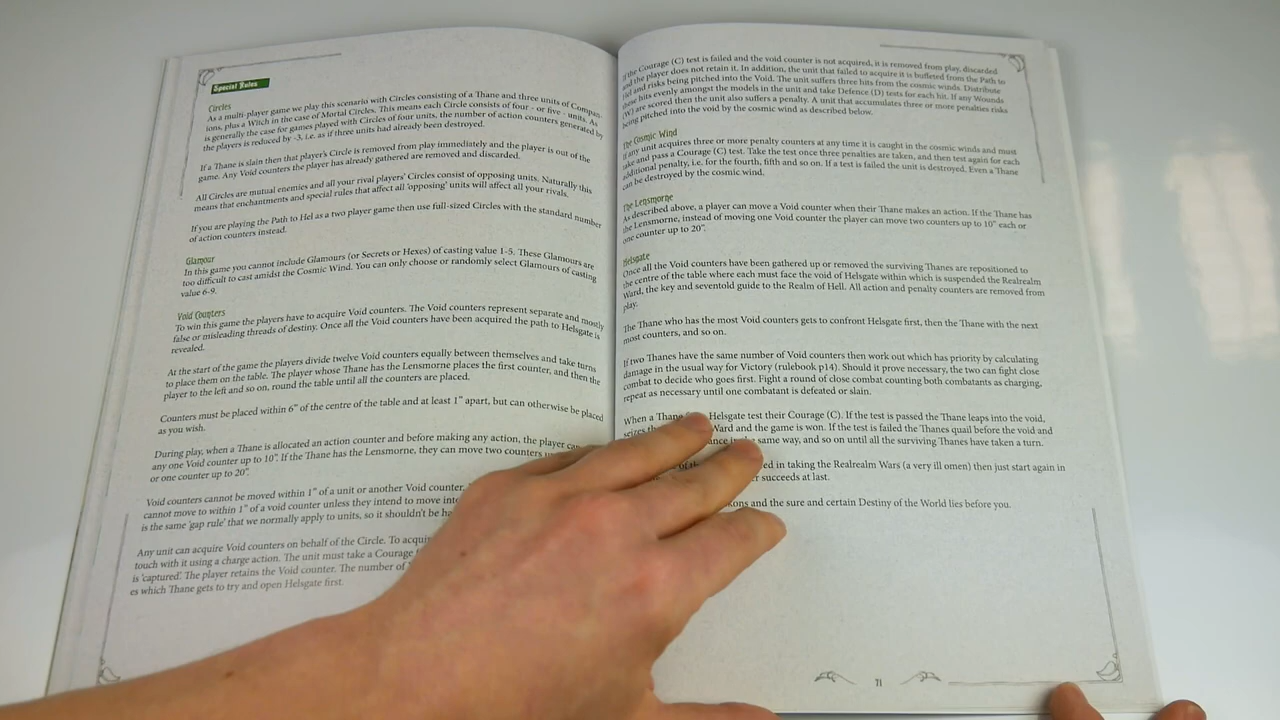 Special Rules
Circles
As a multi-player game we play this scenario with Circles consisting of a Thane and three units of Compan-
ions, plus a Witch in the case of Mortal Circles. This means each Circle consists of four - or five - units. As
is generally the case for games played with Circles of four units, the number of action counters generated by
the players is reduced by -3, i.e. as if three units had already been destroyed.
If a Thane is slain then that player's Circle is removed from play immediately and the player is out of the
game. Any Void counters the player has already gathered are removed and discarded.
All Circles are mutual enemies and all your rival players' Circles consist of opposing units. Naturally this
means that enchantments and special rules that affect all 'opposing' units will affect all your rivals.
If you are playing the Path to Hel as a two player game then use full-sized Circles with the standard number
of action counters instead.
Glamour
In this game you cannot include Glamours (or Secrets or Hexes) of casting value 1-5. These Glamours are
too difficult to cast amidst the Cosmic Wind. You can only choose or randomly select Glamours of casting
value 6-9.
Void Counters
To win this game the players have to acquire Void counters. The Void counters represent separate and mostly
false or misleading threads of destiny. Once all the Void counters have been acquired the path to Helsgate is
revealed.
At the start of the game the players divide twelve Void counters equally between themselves and take turns
to place them on the table. The player whose Thane has the Lensmorne places the first counter, and then the
player to the left and so on, round the table until all the counters are placed.
Counters must be placed within 6" of the centre of the table and at least 1" apart, but can otherwise be placed
as you wish.
During play, when a Thane is allocated an action counter and before making any action, the player can
any one Void counter up to 10". If the Thane has the Lensmorne, they can move two counters
or one counter up to 20".
Void counters cannot be moved within 1" of a unit or another Void counter.
cannot move to within 1" of a void counter unless they intend to move into
is the same 'gap rule' that we normally apply to units, so it shouldn't be
Any unit can acquire Void counters on behalf of the Circle. To
touch with it using a charge action. The unit must take a Courage
is 'captured'. The player retains the Void counter. The number of
es which Thane gets to try and open Helsgate first.
If the Courage (C) test is failed and the void counter is not acquired, it is removed from play, discarded
and the player does not retain it. In addition, the unit that failed to acquire it is buffeted from the Path to
Hel and risks being pitched into the Void. The unit suffers three hits from the cosmic winds. Distribute
these hits evenly amongst the models in the unit and take Defence (D) tests for each hit. If any Wounds
(W) are scored then the unit also suffers a penalty. A unit that accumulates three or more penalties risks
being pitched into the void by the cosmic wind as described below.
The Cosmic Wind
If any unit acquires three or more penalty counters at any time it is caught in the cosmic winds and must
take and pass a Courage (C) test. Take the test once three penalties are taken, and then test again for each
additional penalty, i.e. for the fourth, fifth and so on. If a test is failed the unit is destroyed. Even a Thane
can be destroyed by the cosmic wind.
The Lensmorne
As described above, a player can move a Void counter when their Thane makes an action. If the Thane has
the Lensmorne, instead of moving one Void counter the player can move two counters up to 10" each or
one counter up to 20".
Helsgate
Once all the Void counters have been gathered up or removed the surviving Thanes are repositioned to
the centre of the table where each must face the void of Helsgate within which is suspended the Realrealm
Ward, the key and seventold guide to the Realm of Hell. All action and penalty counters are removed from
play.
The Thane who has the most Void counters gets to confront Helsgate first, then the Thane with the next
most counters, and so on.
If two Thanes have the same number of Void counters then work out which has priority by calculating
damage in the usual way for Victory (rulebook p14). Should it prove necessary, the two can fight close
combat to decide who goes first. Fight a round of close combat counting both combatants as charging,
repeat as necessary until one combatant is defeated or slain.
When a Thane Helsgate test their Courage (C). If the test is passed the Thane leaps into the void,
seizes Ward and the game is won. If the test is failed the Thanes quail before the void and
same way, and so on until all the surviving Thanes have taken a turn.
of in taking the Realrealm Wars (a very ill omen) then just start again in
succeeds at last.
and the sure and certain Destiny of the World lies before you.
71